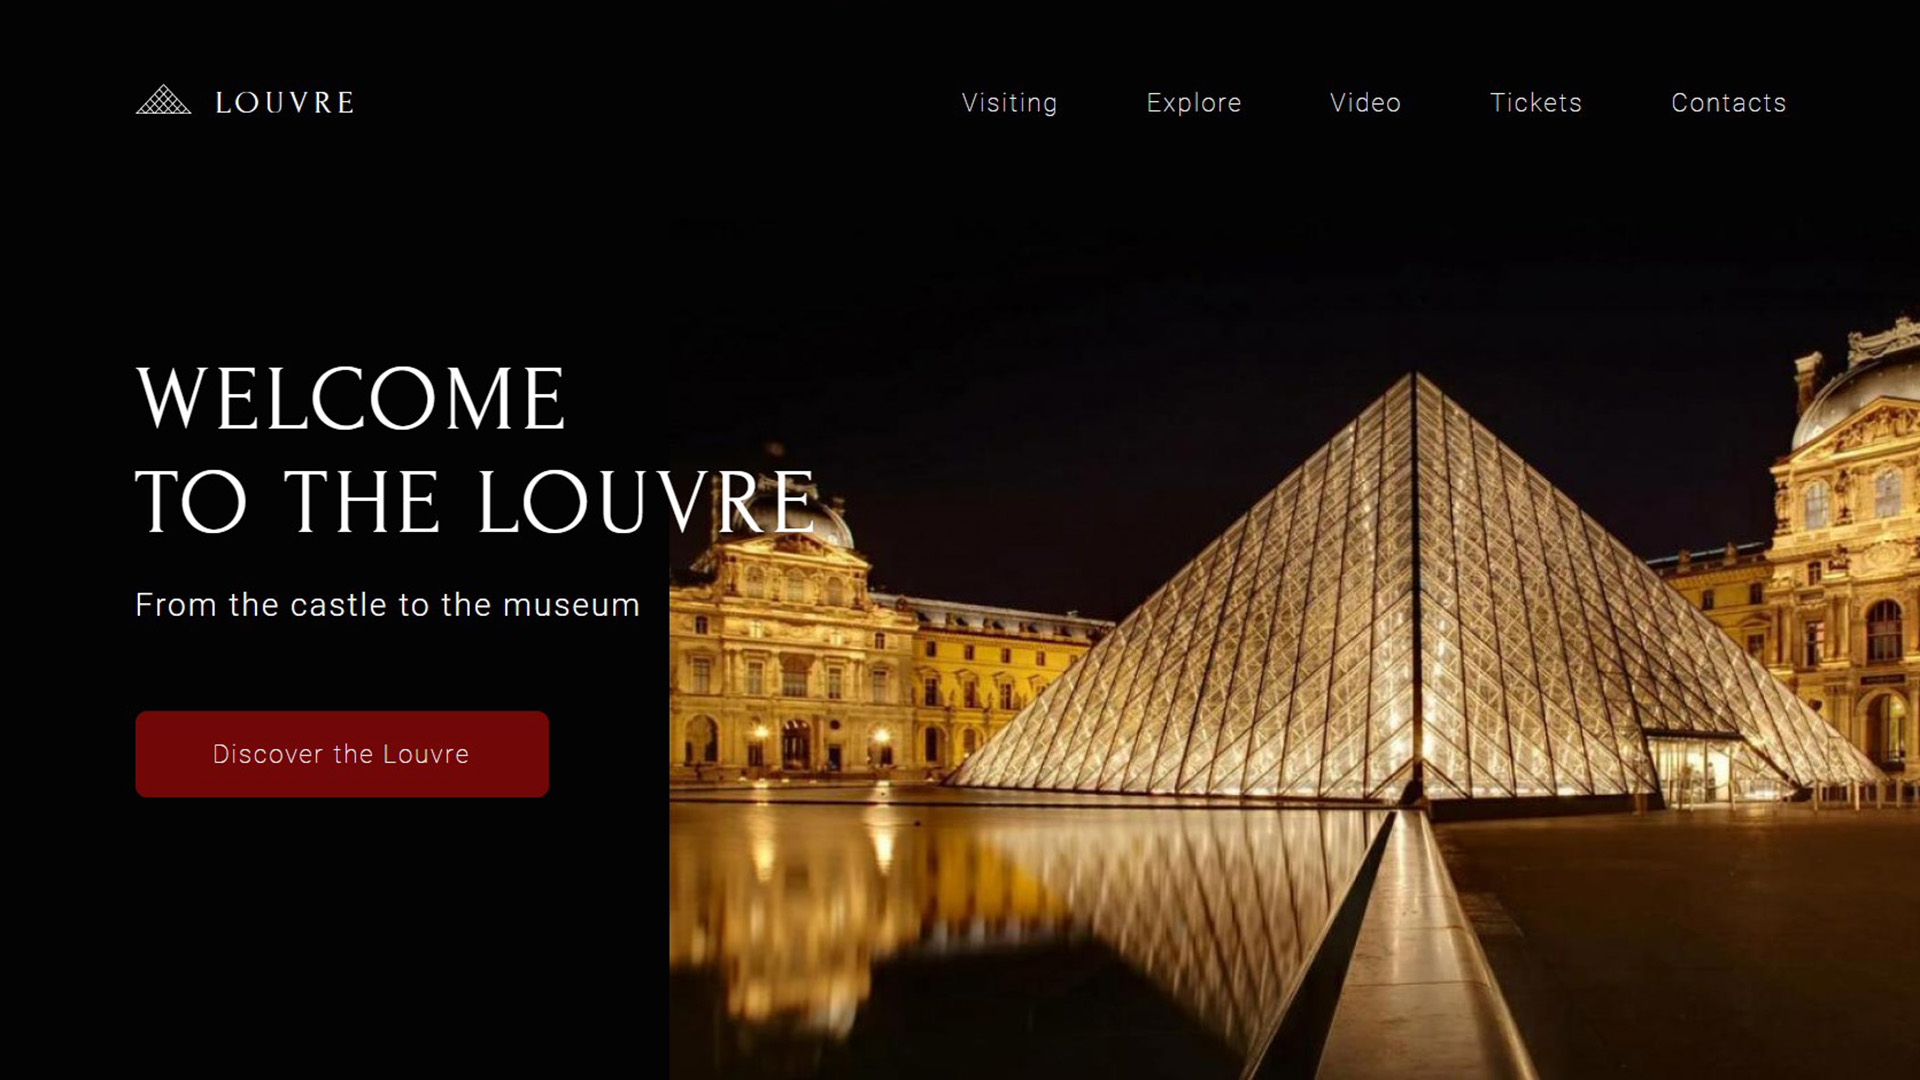 LOUVRE
Visiting
Explore
Video
Tickets
Contacts
WELCOME
TO THE LOUVRE
From the castle to the museum
Discover the Louvre